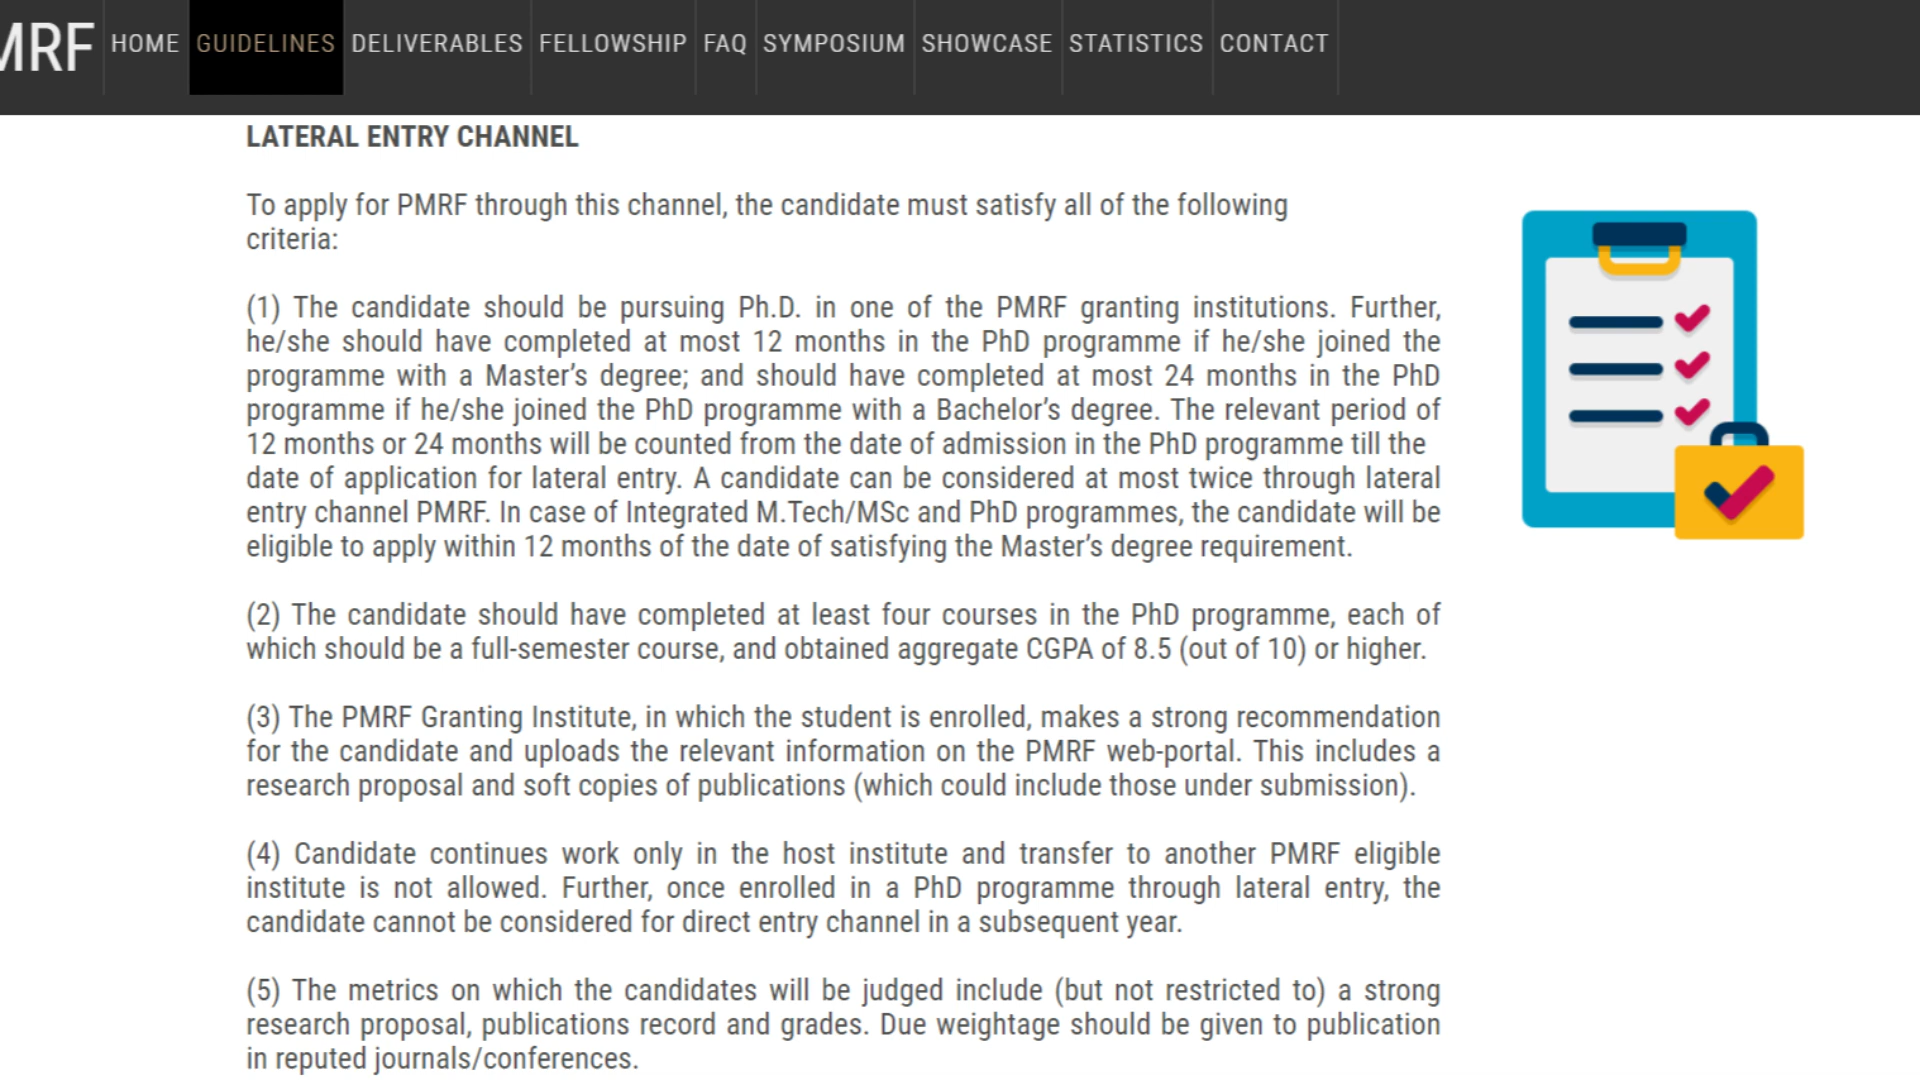 MRF HOME GUIDELINES DELIVERABLES FELLOWSHIP FAQ SYMPOSIUM SHOWCASE STATISTICS CONTACT
LATERAL ENTRY CHANNEL
To apply for PMRF through this channel, the candidate must satisfy all of the following
criteria:
(1) The candidate should be pursuing Ph.D. in one of the PMRF granting institutions. Further,
he/she should have completed at most 12 months in the PhD programme if he/she joined the
programme with a Master’s degree; and should have completed at most 24 months in the PhD
programme if he/she joined the PhD programme with a Bachelor’s degree. The relevant period of
12 months or 24 months will be counted from the date of admission in the PhD programme till the
date of application for lateral entry. A candidate can be considered at most twice through lateral
entry channel PMRF. In case of Integrated M.Tech/MSc and PhD programmes, the candidate will be
eligible to apply within 12 months of the date of satisfying the Master’s degree requirement.
(2) The candidate should have completed at least four courses in the PhD programme, each of
which should be a full-semester course, and obtained aggregate CGPA of 8.5 (out of 10) or higher.
(3) The PMRF Granting Institute, in which the student is enrolled, makes a strong recommendation
for the candidate and uploads the relevant information on the PMRF web-portal. This includes a
research proposal and soft copies of publications (which could include those under submission).
(4) Candidate continues work only in the host institute and transfer to another PMRF eligible
institute is not allowed. Further, once enrolled in a PhD programme through lateral entry, the
candidate cannot be considered for direct entry channel in a subsequent year.
(5) The metrics on which the candidates will be judged include (but not restricted to) a strong
research proposal, publications record and grades. Due weightage should be given to publication
in reputed journals/conferences.